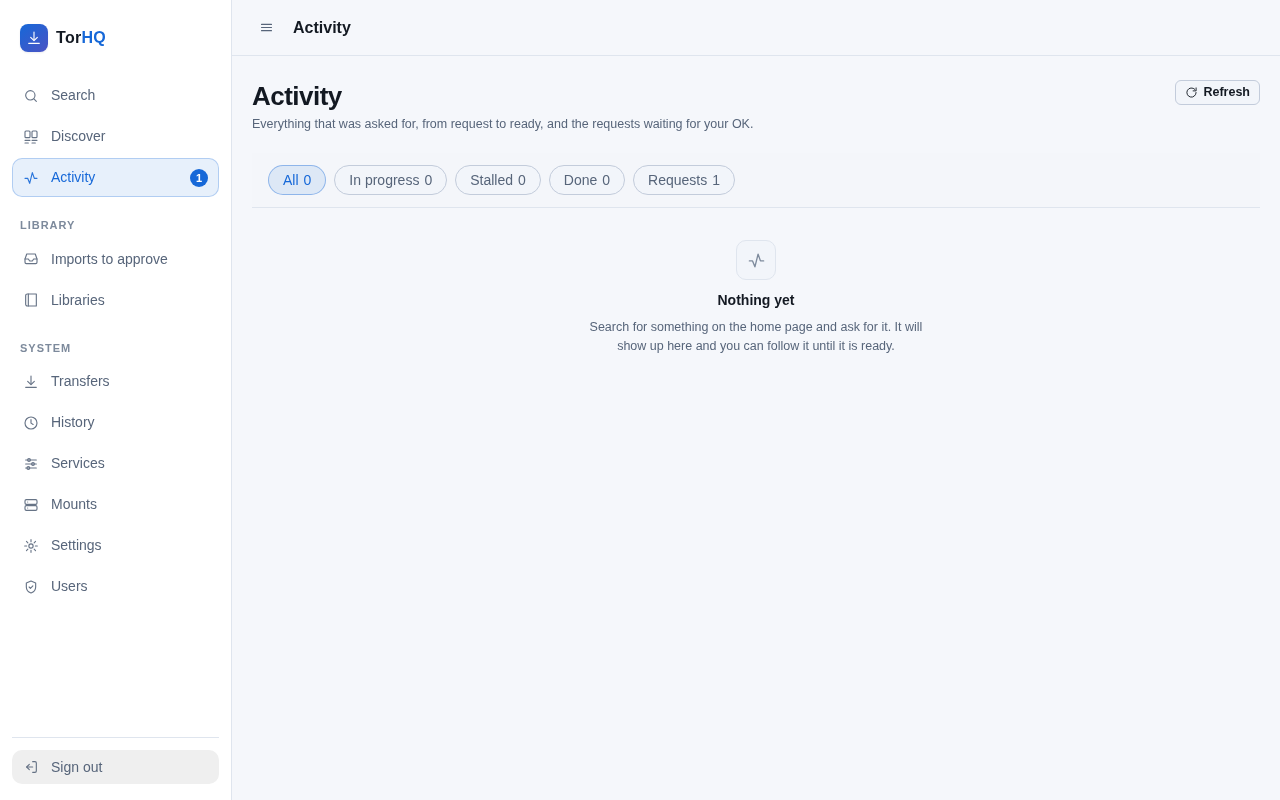 TorHQ
Search
Discover
Activity 1
LIBRARY
Imports to approve
Libraries
SYSTEM
Transfers
History
Services
Mounts
Settings
Users
Sign out
Activity
Activity
Refresh
Everything that was asked for, from request to ready, and the requests waiting for your OK.
All 0 In progress 0 Stalled 0 Done 0 Requests 1
Nothing yet
Search for something on the home page and ask for it. It will
show up here and you can follow it until it is ready.